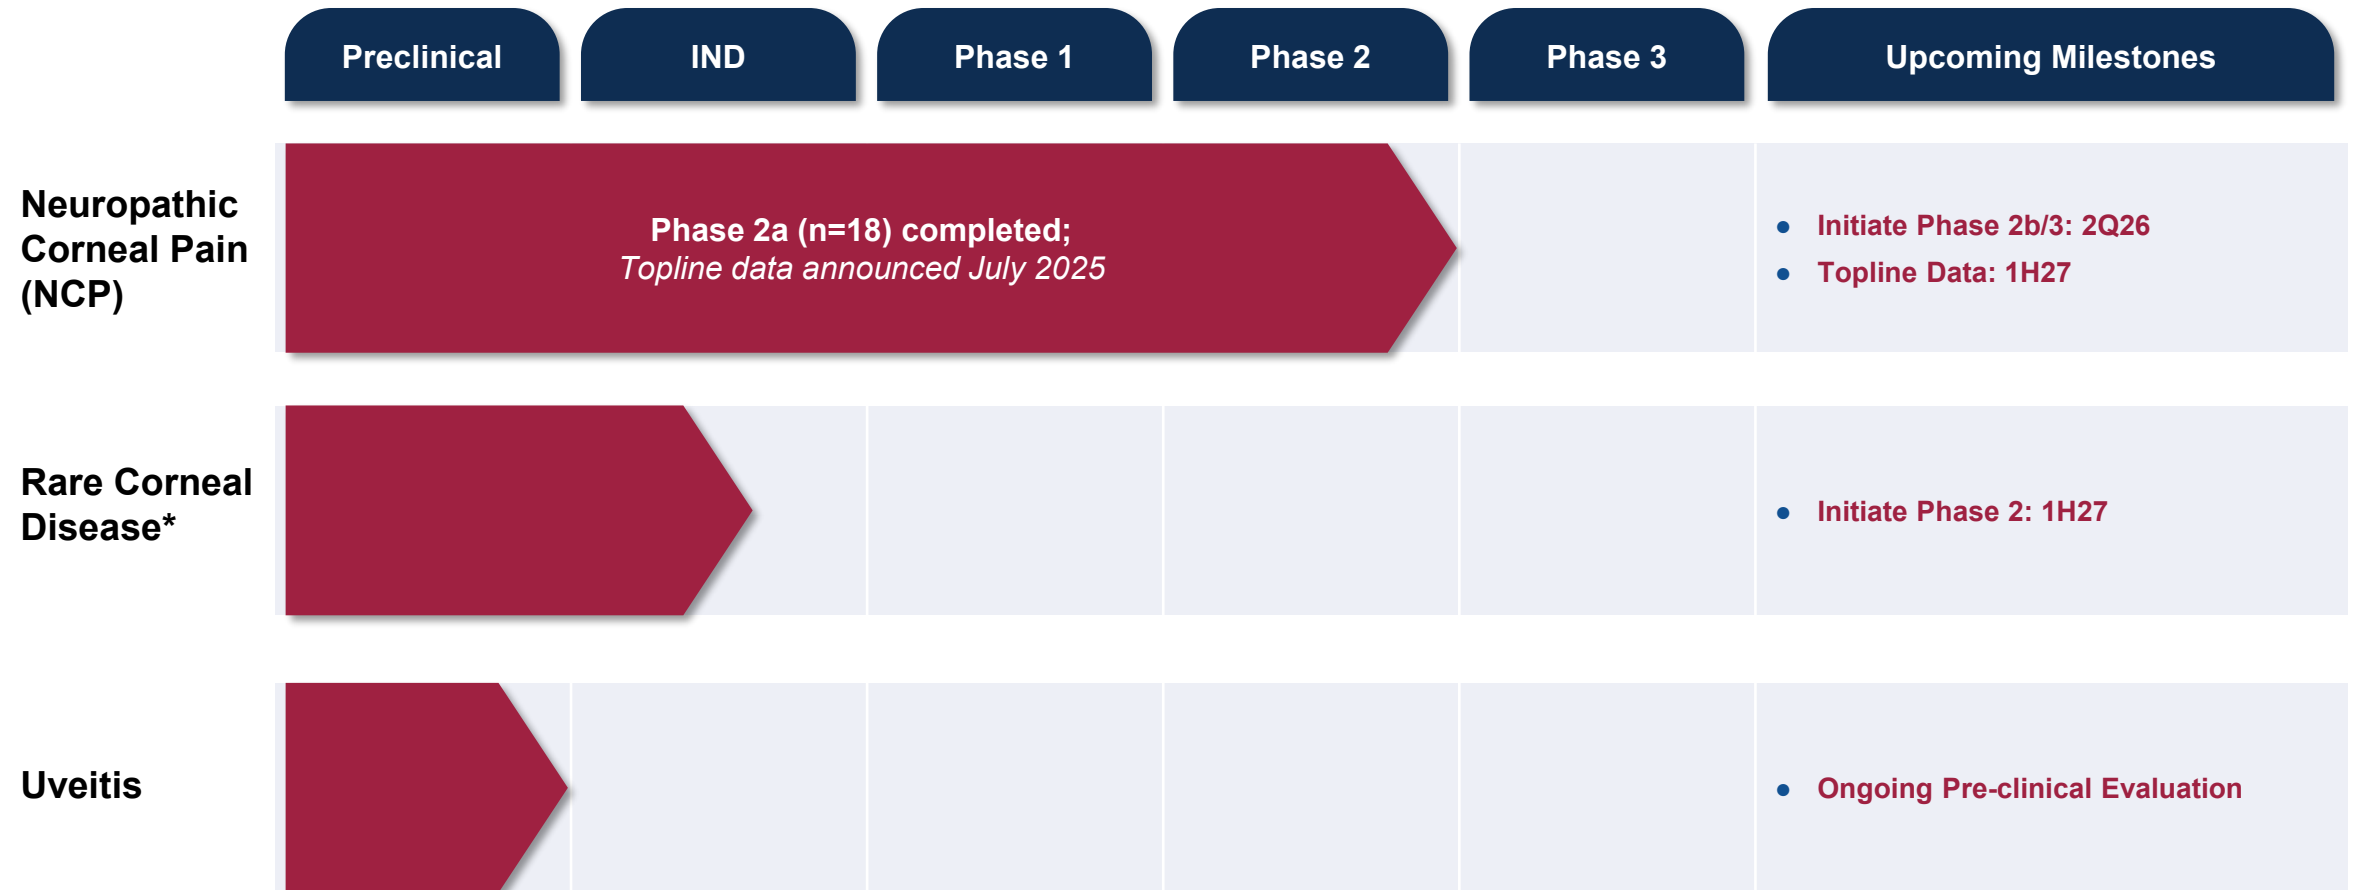 Preclinical
IND
Phase 1
Phase 2
Phase 3
Upcoming Milestones
Neuropathic
Corneal Pain
(NCP)
Phase 2a (n=18) completed;
Topline data announced July 2025
● Initiate Phase 2b/3: 2Q26
● Topline Data: 1H27
Rare Corneal
Disease*
● Initiate Phase 2: 1H27
Uveitis
● Ongoing Pre-clinical Evaluation